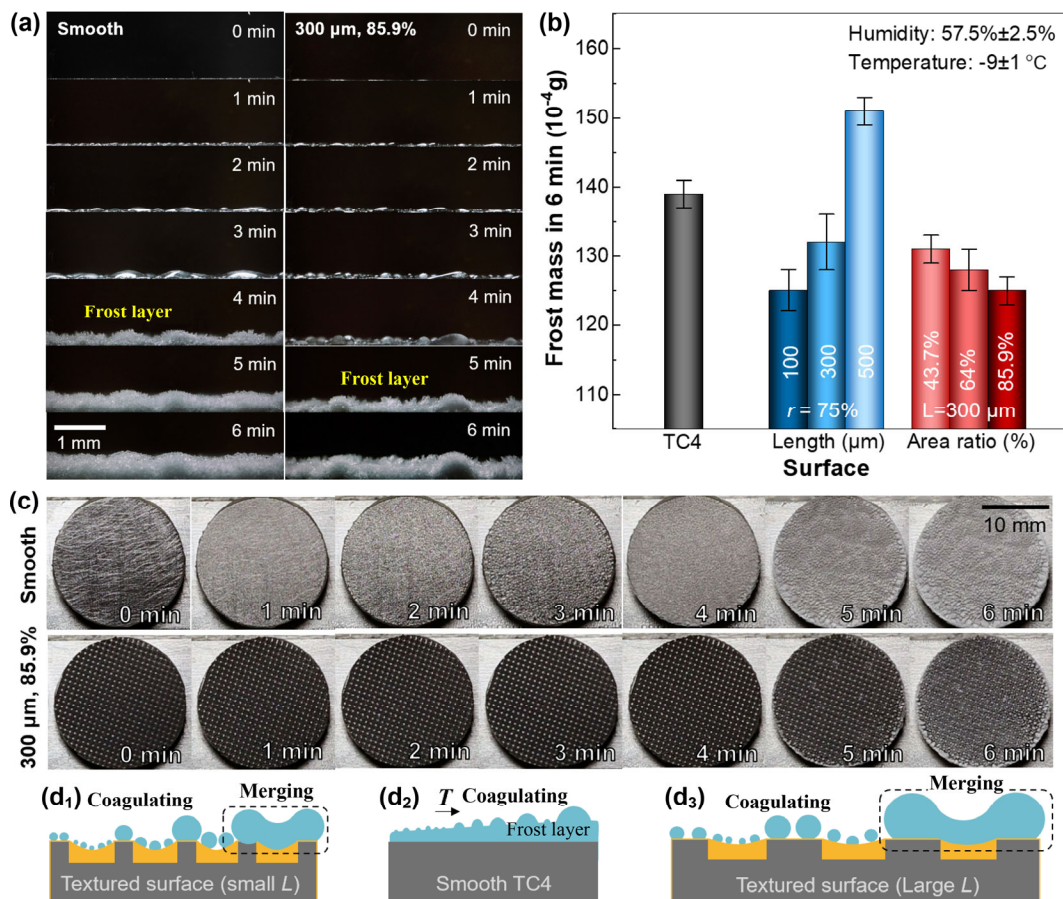 (a)
Smooth
0 min
1 min
2 min
3 min
4 min
Frost layer
5 min
6 min
1 mm
300 µm, 85.9%
0 min
1 min
2 min
3 min
4 min
5 min
Frost layer
6 min
(b)
Humidity: 57.5%±2.5%
Temperature: -9±1 °C
Frost mass in 6 min (10⁻⁴g)
160
150
140
130
120
110
100
300
500
r = 75%
43.7%
64%
85.9%
L=300 µm
TC4
Length (µm)
Area ratio (%)
Surface
(c)
Smooth
0 min
1 min
2 min
3 min
4 min
5 min
6 min
10 mm
300 µm, 85.9%
0 min
1 min
2 min
3 min
4 min
5 min
6 min
(d₁)
Coagulating
Merging
Textured surface (small L)
(d₂)
T
Coagulating
Frost layer
Smooth TC4
(d₃)
Coagulating
Merging
Textured surface (Large L)